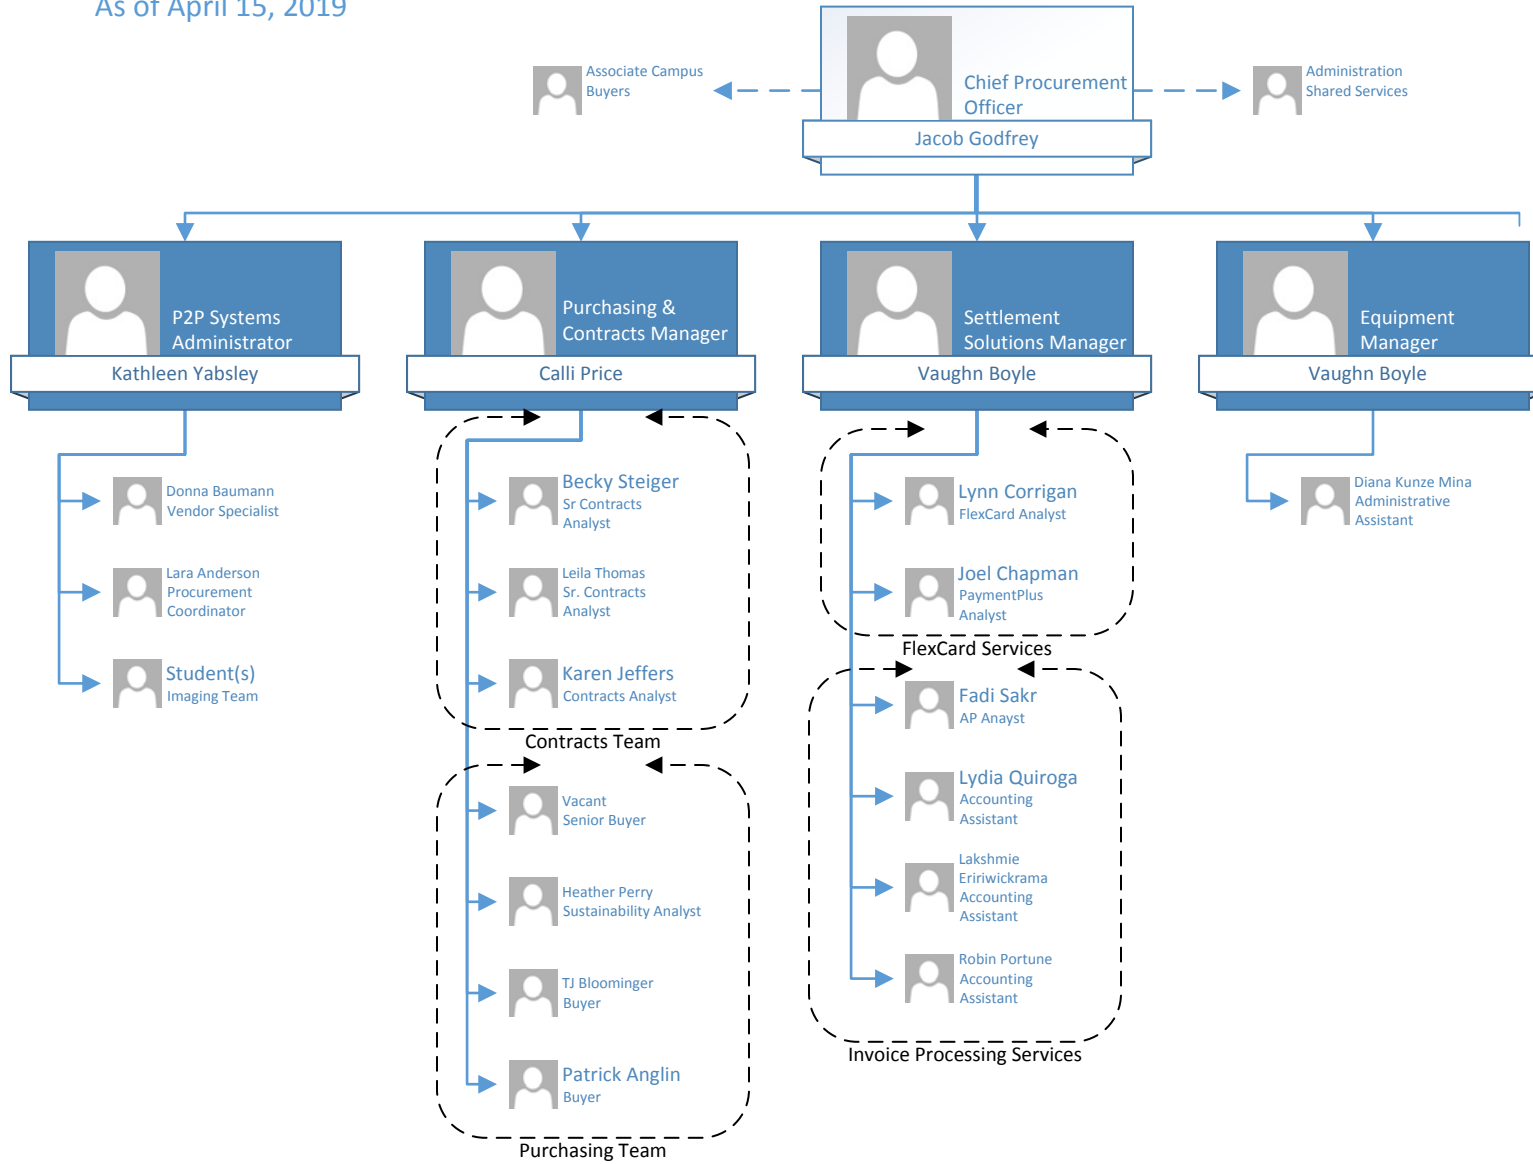 As of April 15, 2019
Associate Campus
Buyers
Chief Procurement
Officer
Jacob Godfrey
Administration
Shared Services
P2P Systems
Administrator
Kathleen Yabsley
Purchasing &
Contracts Manager
Calli Price
Settlement
Solutions Manager
Vaughn Boyle
Equipment
Manager
Vaughn Boyle
Donna Baumann
Vendor Specialist
Lara Anderson
Procurement
Coordinator
Student(s)
Imaging Team
Becky Steiger
Sr Contracts
Analyst
Leila Thomas
Sr. Contracts
Analyst
Karen Jeffers
Contracts Analyst
Contracts Team
Vacant
Senior Buyer
Heather Perry
Sustainability Analyst
TJ Bloominger
Buyer
Patrick Anglin
Buyer
Purchasing Team
Lynn Corrigan
FlexCard Analyst
Joel Chapman
PaymentPlus
Analyst
FlexCard Services
Fadi Sakr
AP Anayst
Lydia Quiroga
Accounting
Assistant
Lakshmie
Eririwickrama
Accounting
Assistant
Robin Portune
Accounting
Assistant
Invoice Processing Services
Diana Kunze Mina
Administrative
Assistant